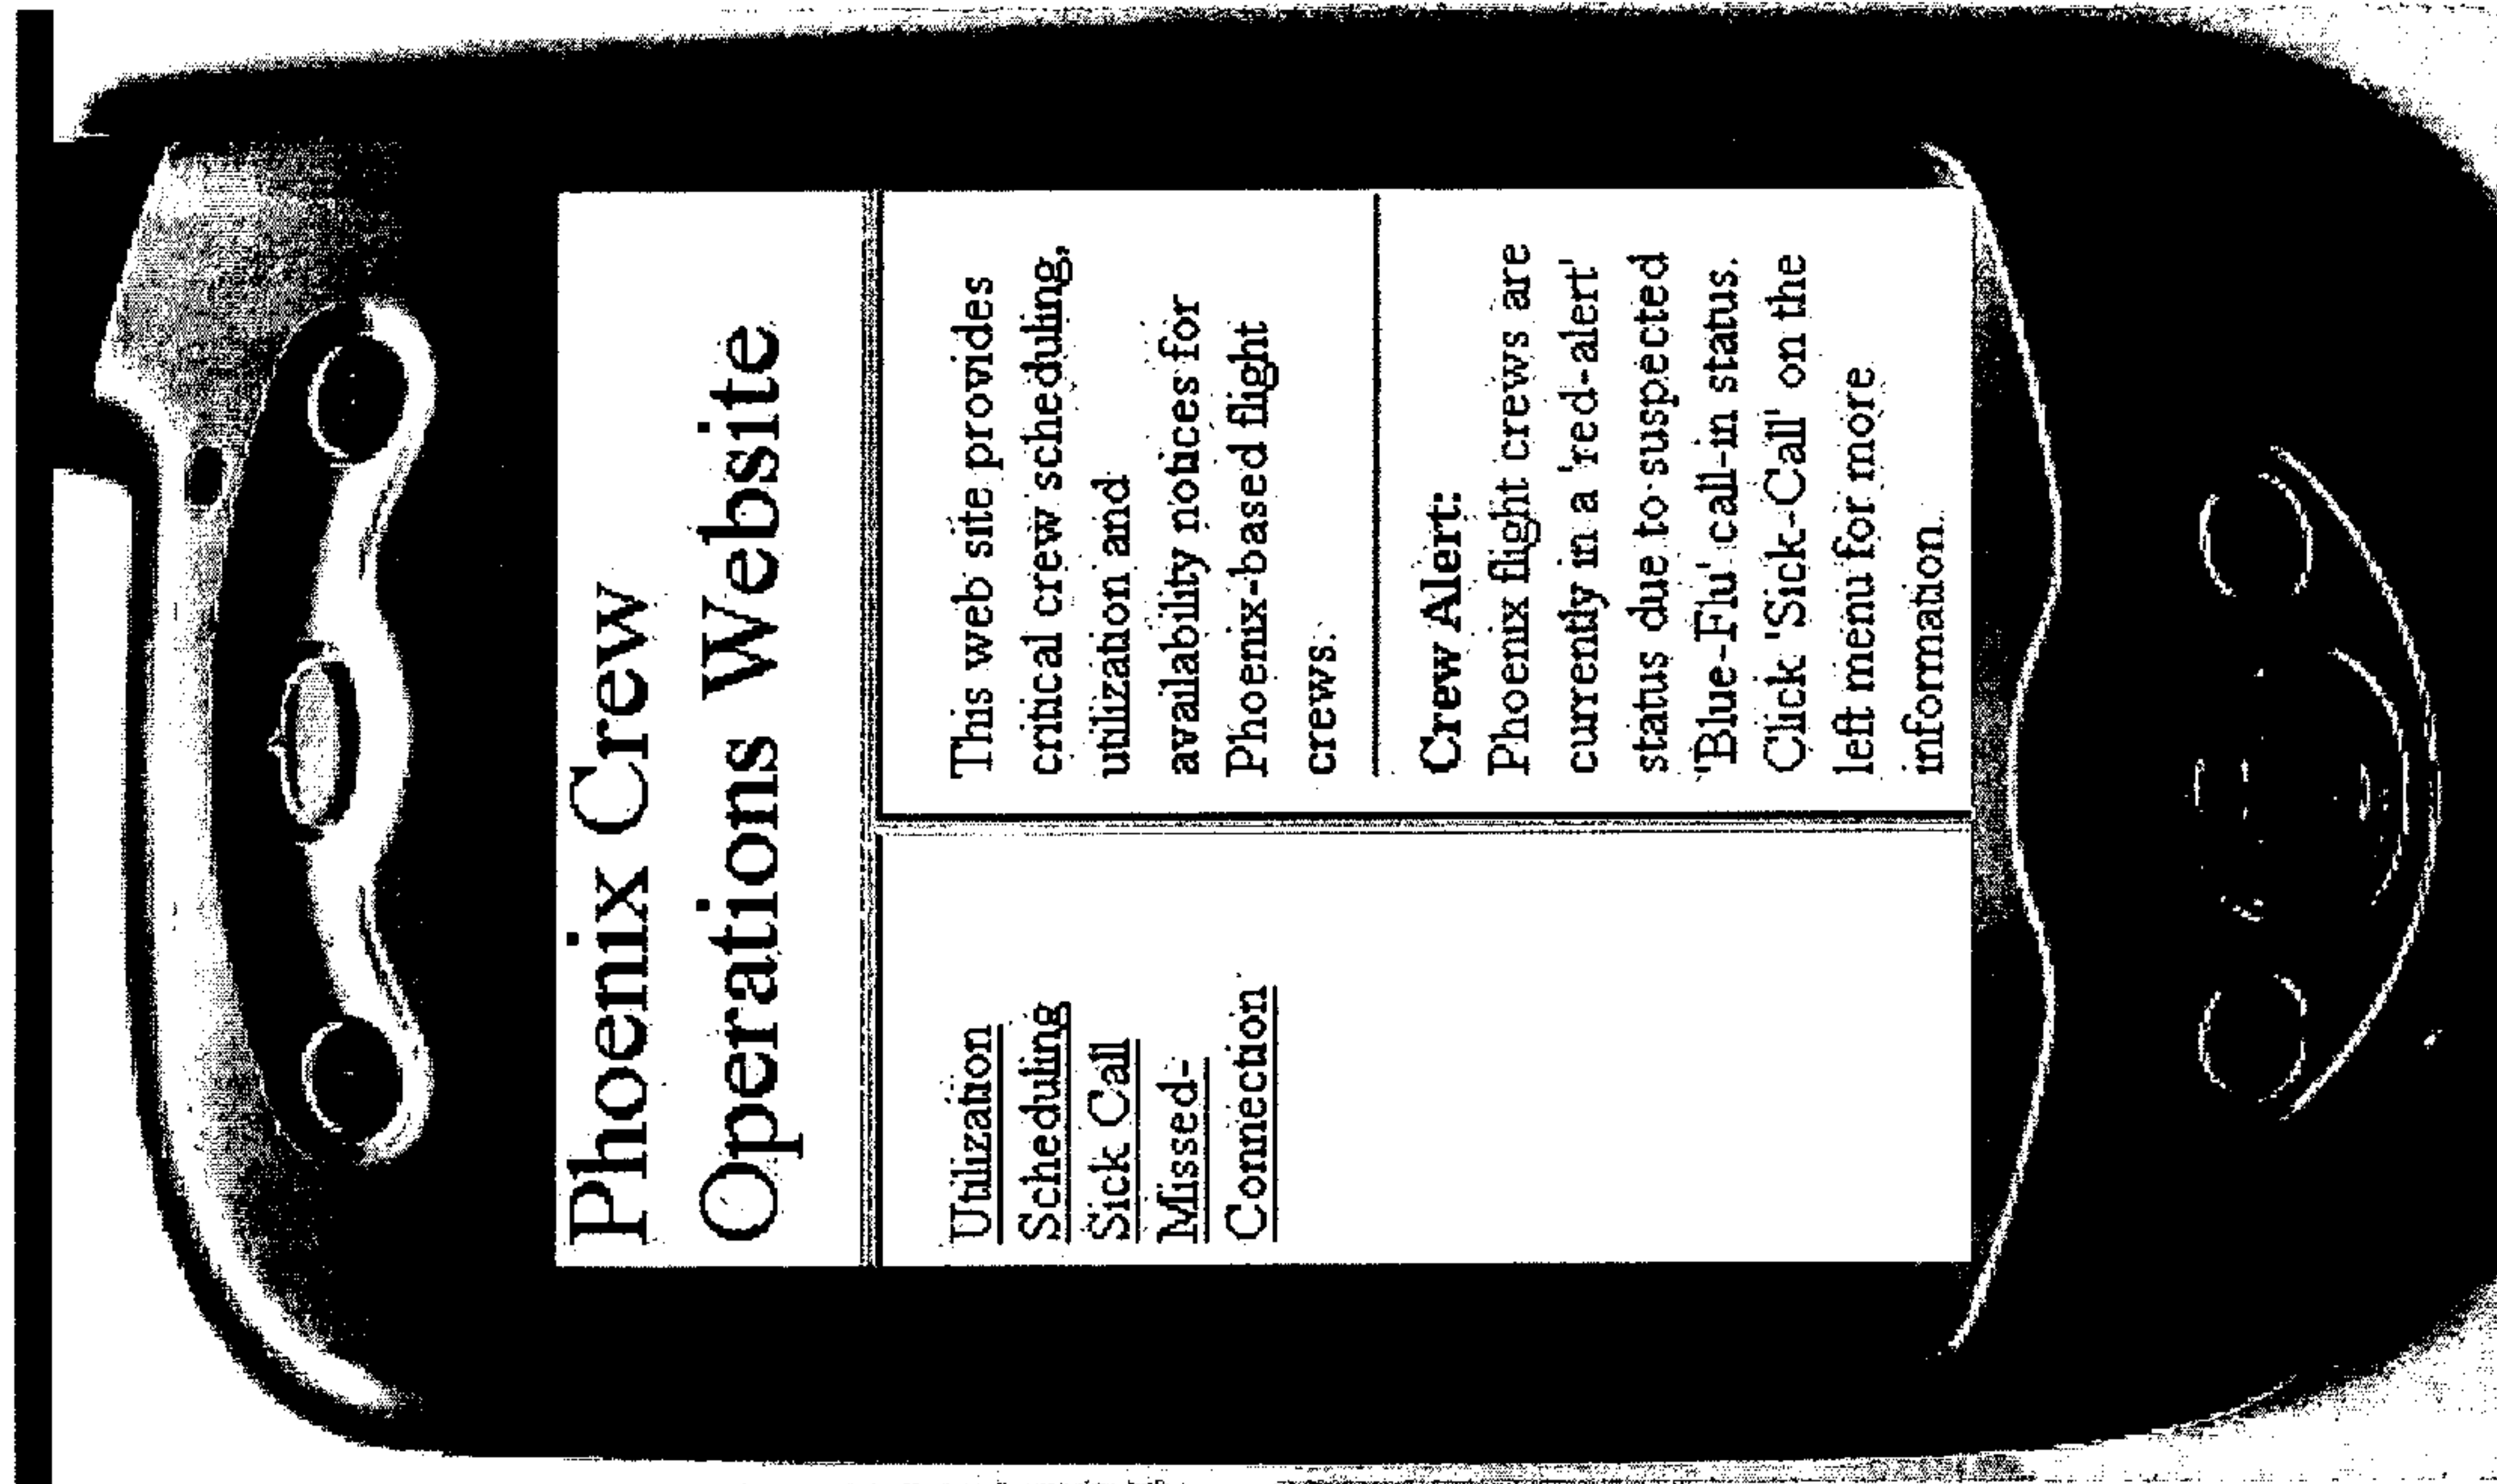 Phoenix Crew
Operations Website
Utilization
Scheduling
Sick Call
Missed-
Connection
This web site provides
critical crew scheduling,
utilization and
availability notices for
Phoenix-based flight
crews.
Crew Alert:
Phoenix flight crews are
currently in a 'red-alert'
status due to suspected
'Blue-Flu' call-in status.
Click 'Sick-Call' on the
left menu for more
information.